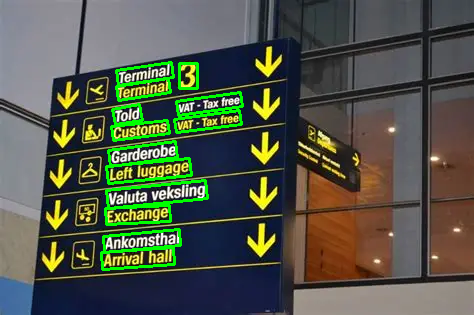 Terminal 3
Terminal
Told VAT - Tax free
Customs VAT - Tax free
Garderobe
Left luggage
Valuta veksling
Exchange
Ankomsthal
Arrival hall